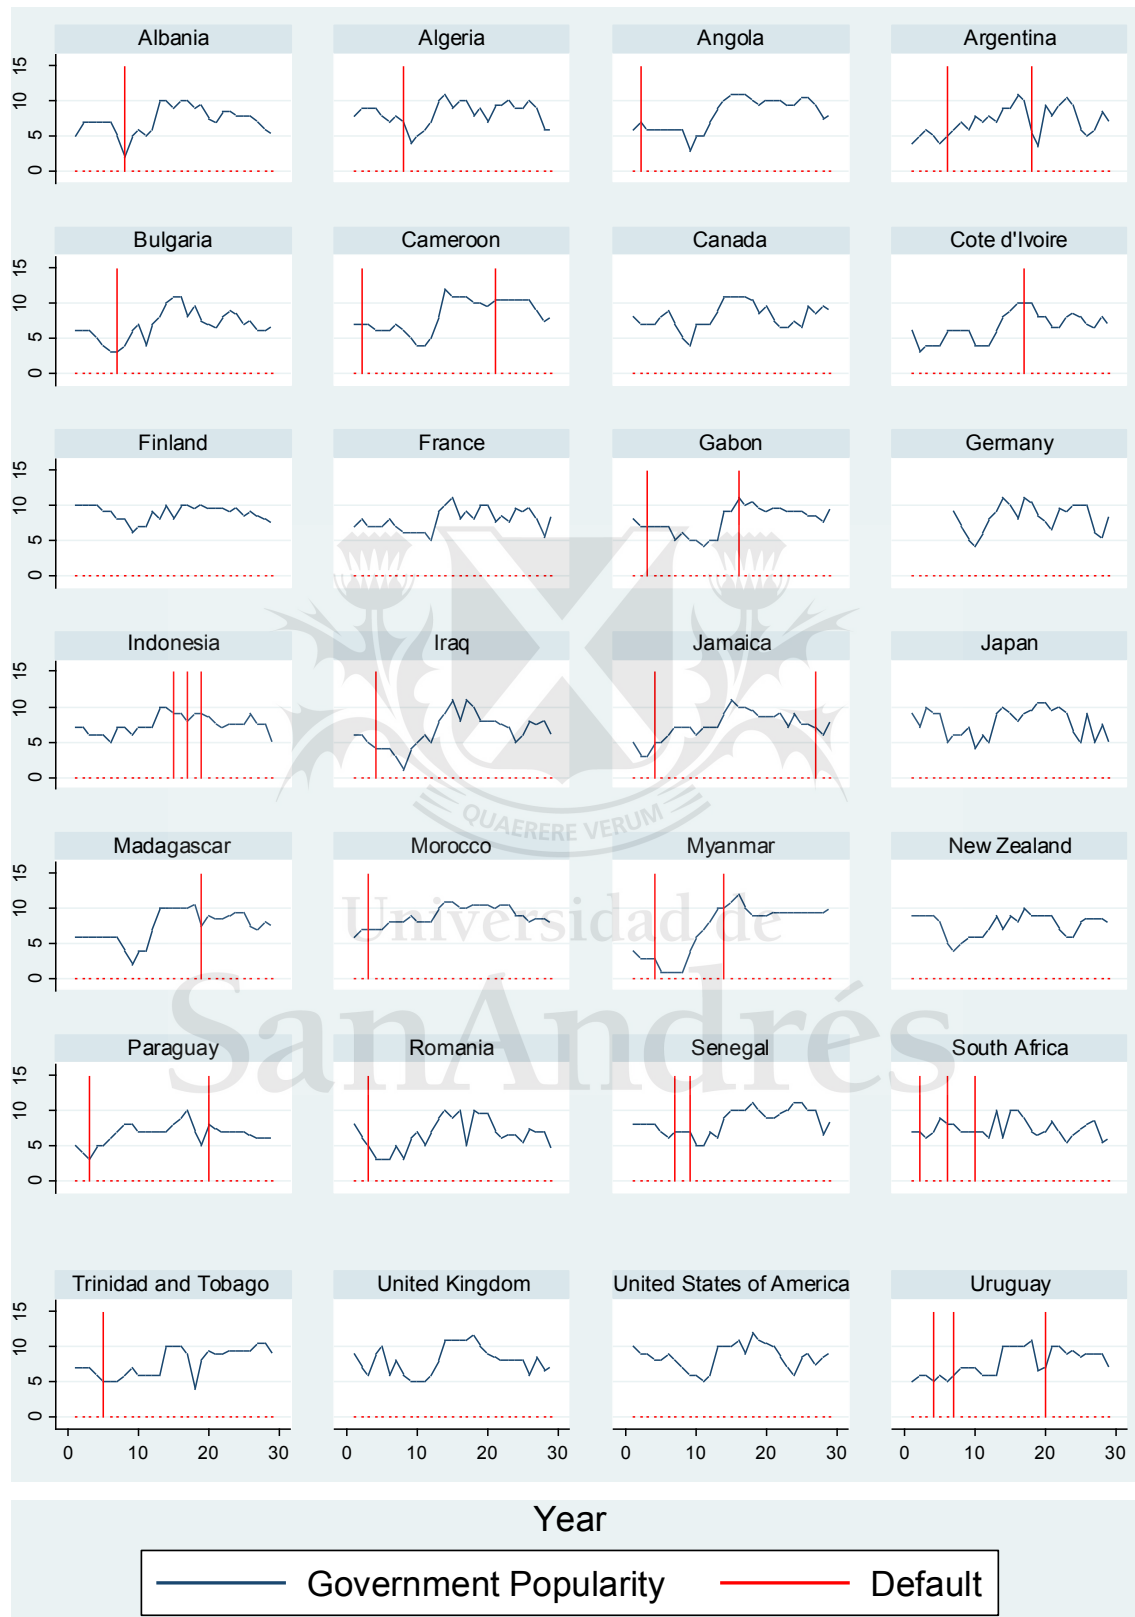 Albania Algeria Angola Argentina
15
10
5
0
Bulgaria Cameroon Canada Cote d'Ivoire
15
10
5
0
Finland France Gabon Germany
15
10
5
0
Indonesia Iraq Jamaica Japan
15
10
5
0
QUAERERE VERUM
Madagascar Morocco Myanmar New Zealand
15
10
5
0
Universidad de
SanAndrés
Paraguay Romania Senegal South Africa
15
10
5
0
Trinidad and Tobago United Kingdom United States of America Uruguay
15
10
5
0
0 10 20 30 0 10 20 30 0 10 20 30 0 10 20 30
Year
Government Popularity Default